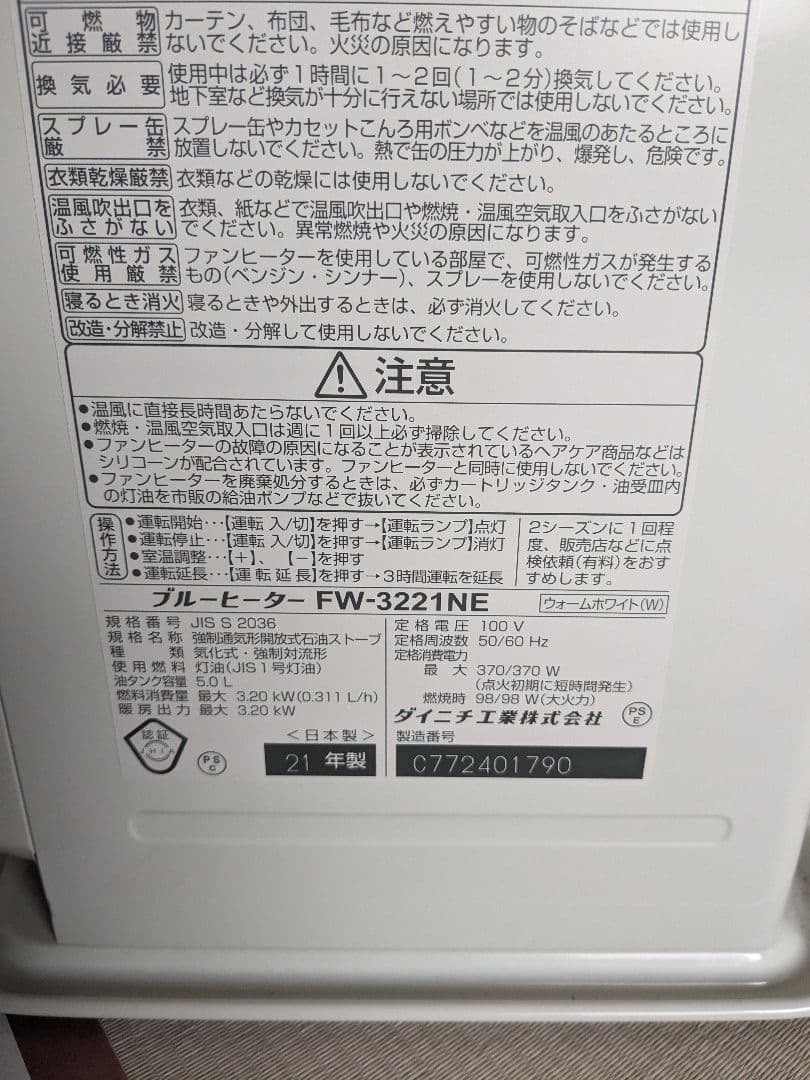 可燃物
近接厳禁
カーテン、布団、毛布など燃えやすい物のそばなどでは使用し
ないでください。火災の原因になります。
換気必要
使用中は必ず1時間に1～2回(1～2分)換気してください。
地下室など換気が十分に行えない場所では使用しないでください。
スプレー缶
厳禁
スプレー缶やカセットこんろ用ボンベなどを温風のあたるところに
放置しないでください。熱で缶の圧力が上がり、爆発し、危険です。
衣類乾燥厳禁 衣類などの乾燥には使用しないでください。
温風吹出口を
ふさがない
衣類、紙などで温風吹出口や燃焼・温風空気取入口をふさがない
でください。異常燃焼や火災の原因になります。
可燃性ガス
使用厳禁
ファンヒーターを使用している部屋で、可燃性ガスが発生する
もの(ベンジン・シンナー)、スプレーを使用しないでください。
寝るとき消火 寝るときや外出するときは、必ず消火してください。
改造・分解禁止 改造・分解して使用しないでください。
注意
●温風に直接長時間あたらないでください。
●燃焼・温風空気取入口は週に1回以上必ず掃除してください。
●ファンヒーターの故障の原因になることが表示されているヘアケア商品などは
シリコーンが配合されています。ファンヒーターと同時に使用しないでください。
●ファンヒーターを廃棄処分するときは、必ずカートリッジタンク・油受皿内
の灯油を市販の給油ポンプなどで抜いてください。
操作方法
●運転開始…【運転 入/切】を押す→【運転ランプ】点灯
●運転停止…【運転 入/切】を押す→【運転ランプ】消灯
●室温調整…【+】、【−】を押す
●運転延長…【運転延長】を押す→3時間運転を延長
2シーズンに1回程
度、販売店などに点
検依頼(有料)をおす
すめします。
ブルーヒーター FW-3221NE
ウォームホワイト(W)
規格番号 JIS S 2036
規格名称 強制通気形開放式石油ストーブ
種類 気化式・強制対流形
使用燃料 灯油(JIS1号灯油)
油タンク容量 5.0 L
燃料消費量 最大 3.20 kW(0.311 L/h)
暖房出力 最大 3.20 kW
定格電圧 100 V
定格周波数 50/60 Hz
定格消費電力
最大 370/370 W
(点火初期に短時間発生)
燃焼時 98/98 W(大火力)
ダイニチ工業株式会社
PS
E
認証
JHIA
PS
C
<日本製>
21 年製
製造番号
C772401790